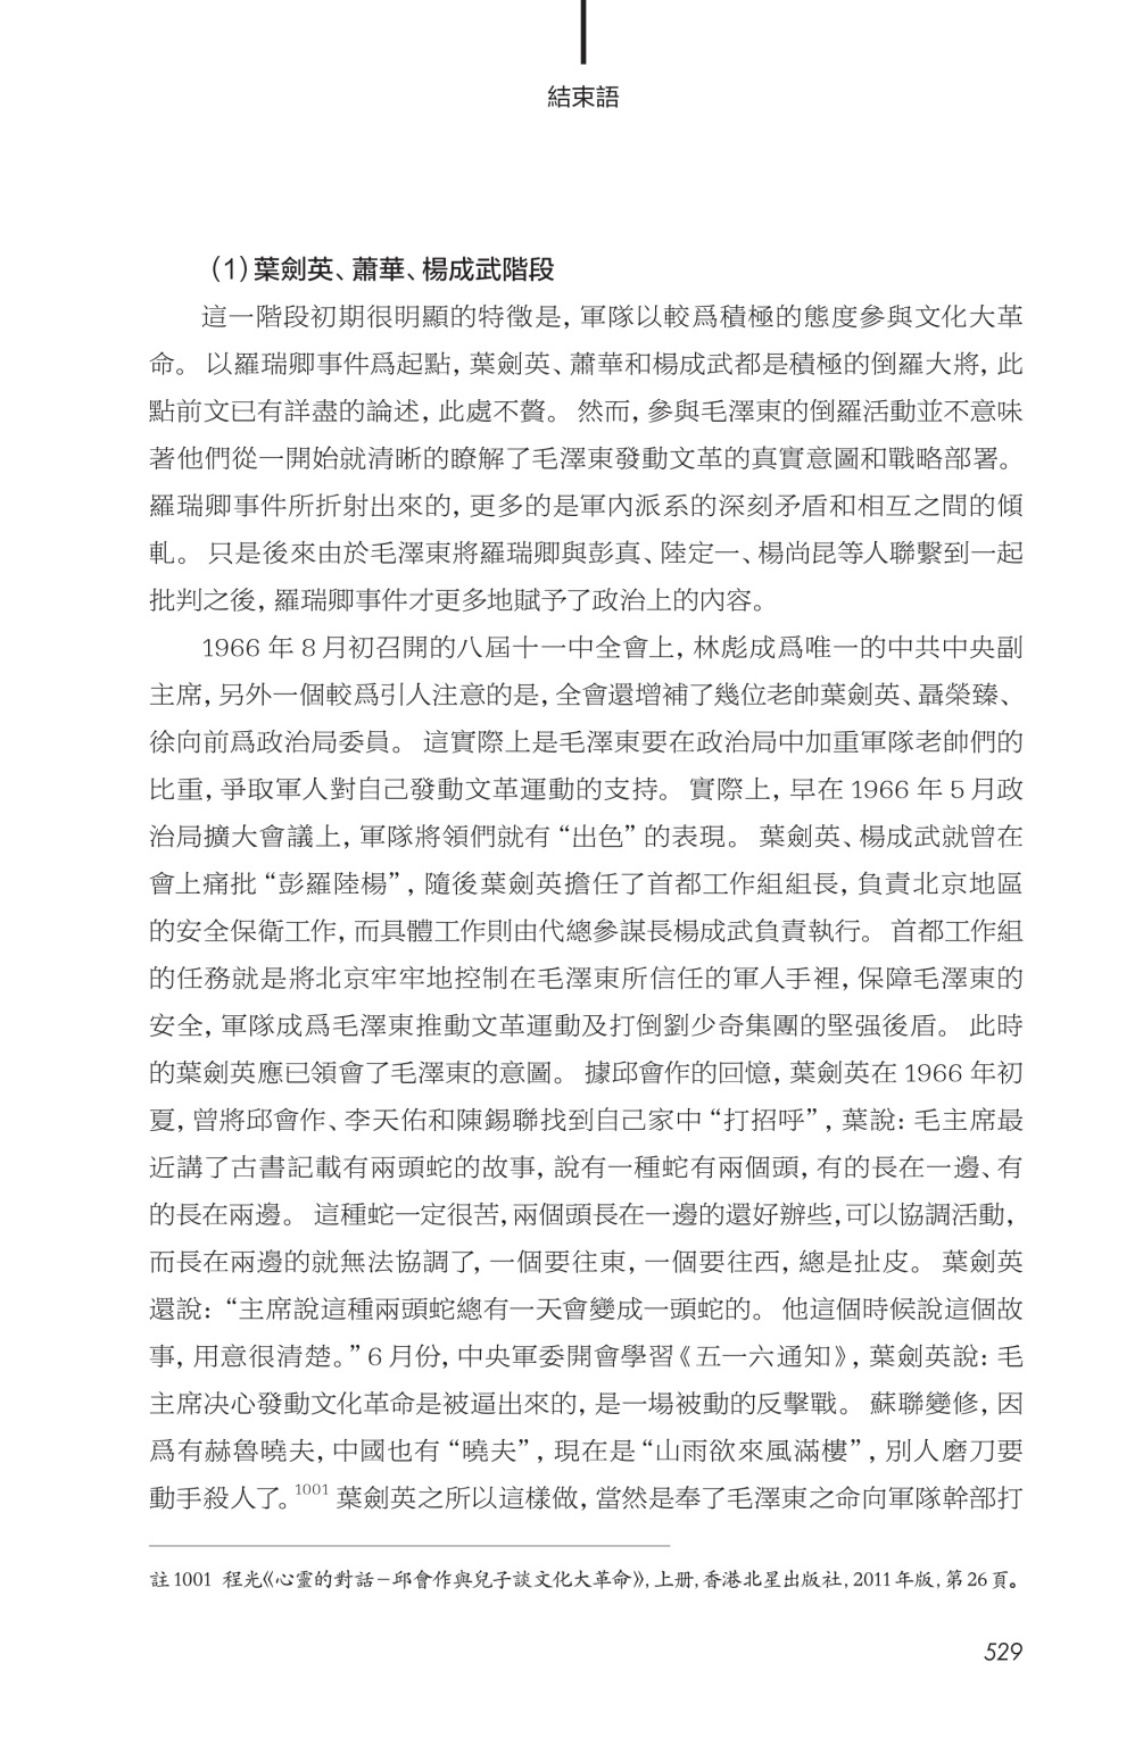 結束語
（1）葉劍英、蕭華、楊成武階段
這一階段初期很明顯的特徵是，軍隊以較爲積極的態度參與文化大革
命。以羅瑞卿事件爲起點，葉劍英、蕭華和楊成武都是積極的倒羅大將，此
點前文已有詳盡的論述，此處不贅。然而，參與毛澤東的倒羅活動並不意味
著他們從一開始就清晰的瞭解了毛澤東發動文革的真實意圖和戰略部署。
羅瑞卿事件所折射出來的，更多的是軍內派系的深刻矛盾和相互之間的傾
軋。只是後來由於毛澤東將羅瑞卿與彭真、陸定一、楊尚昆等人聯繫到一起
批判之後，羅瑞卿事件才更多地賦予了政治上的內容。
1966 年 8 月初召開的八屆十一中全會上，林彪成爲唯一的中共中央副
主席，另外一個較爲引人注意的是，全會還增補了幾位老帥葉劍英、聶榮臻、
徐向前爲政治局委員。這實際上是毛澤東要在政治局中加重軍隊老帥們的
比重，爭取軍人對自己發動文革運動的支持。實際上，早在 1966 年 5 月政
治局擴大會議上，軍隊將領們就有“出色”的表現。葉劍英、楊成武就曾在
會上痛批“彭羅陸楊”，隨後葉劍英擔任了首都工作組組長，負責北京地區
的安全保衛工作，而具體工作則由代總參謀長楊成武負責執行。首都工作組
的任務就是將北京牢牢地控制在毛澤東所信任的軍人手裡，保障毛澤東的
安全，軍隊成爲毛澤東推動文革運動及打倒劉少奇集團的堅强後盾。此時
的葉劍英應已領會了毛澤東的意圖。據邱會作的回憶，葉劍英在 1966 年初
夏，曾將邱會作、李天佑和陳錫聯找到自己家中“打招呼”，葉說：毛主席最
近講了古書記載有兩頭蛇的故事，說有一種蛇有兩個頭，有的長在一邊、有
的長在兩邊。這種蛇一定很苦，兩個頭長在一邊的還好辦些，可以協調活動，
而長在兩邊的就無法協調了，一個要往東，一個要往西，總是扯皮。葉劍英
還說：“主席說這種兩頭蛇總有一天會變成一頭蛇的。他這個時候說這個故
事，用意很清楚。”6 月份，中央軍委開會學習《五一六通知》，葉劍英說：毛
主席決心發動文化革命是被逼出來的，是一場被動的反擊戰。蘇聯變修，因
爲有赫魯曉夫，中國也有“曉夫”，現在是“山雨欲來風滿樓”，別人磨刀要
動手殺人了。1001 葉劍英之所以這樣做，當然是奉了毛澤東之命向軍隊幹部打
註 1001 程光《心靈的對話－邱會作與兒子談文化大革命》，上册，香港北星出版社，2011 年版，第 26 頁。
529